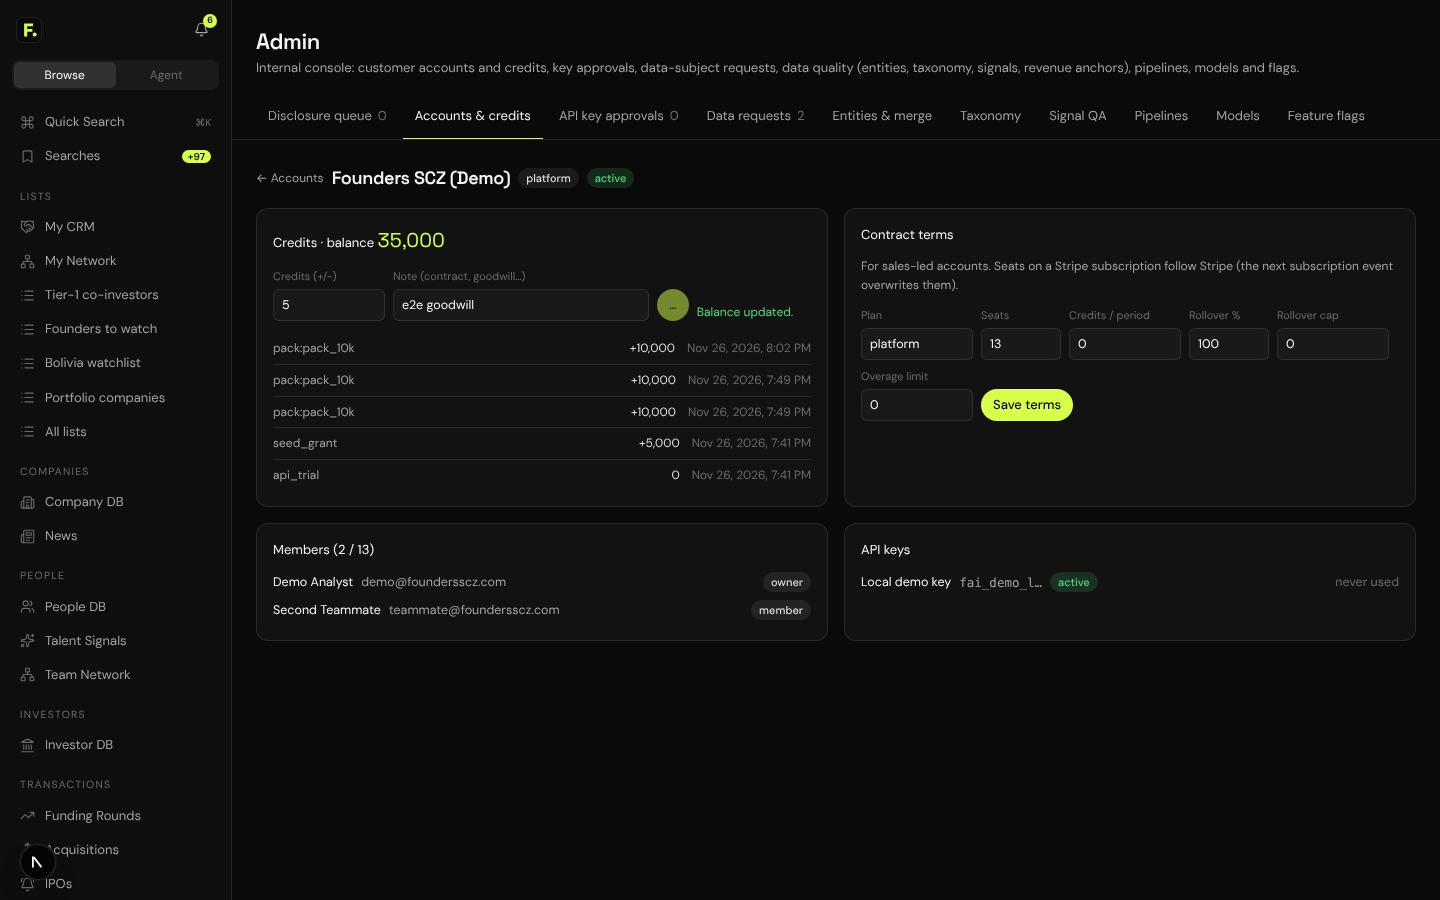 F.
6
Browse
Agent
Quick Search
⌘K
Searches
+97
LISTS
My CRM
My Network
Tier-1 co-investors
Founders to watch
Bolivia watchlist
Portfolio companies
All lists
COMPANIES
Company DB
News
PEOPLE
People DB
Talent Signals
Team Network
INVESTORS
Investor DB
TRANSACTIONS
Funding Rounds
Acquisitions
IPOs
Admin
Internal console: customer accounts and credits, key approvals, data-subject requests, data quality (entities, taxonomy, signals, revenue anchors), pipelines, models and flags.
Disclosure queue 0
Accounts & credits
API key approvals 0
Data requests 2
Entities & merge
Taxonomy
Signal QA
Pipelines
Models
Feature flags
← Accounts
Founders SCZ (Demo)
platform
active
Credits · balance 35,000
Credits (+/-)
Note (contract, goodwill...)
5
e2e goodwill
...
Balance updated.
pack:pack_10k +10,000 Nov 26, 2026, 8:02 PM
pack:pack_10k +10,000 Nov 26, 2026, 7:49 PM
pack:pack_10k +10,000 Nov 26, 2026, 7:49 PM
seed_grant +5,000 Nov 26, 2026, 7:41 PM
api_trial 0 Nov 26, 2026, 7:41 PM
Contract terms
For sales-led accounts. Seats on a Stripe subscription follow Stripe (the next subscription event
overwrites them).
Plan
Seats
Credits / period
Rollover %
Rollover cap
platform
13
0
100
0
Overage limit
0
Save terms
Members (2 / 13)
Demo Analyst demo@foundersscz.com owner
Second Teammate teammate@foundersscz.com member
API keys
Local demo key fai_demo_l… active never used